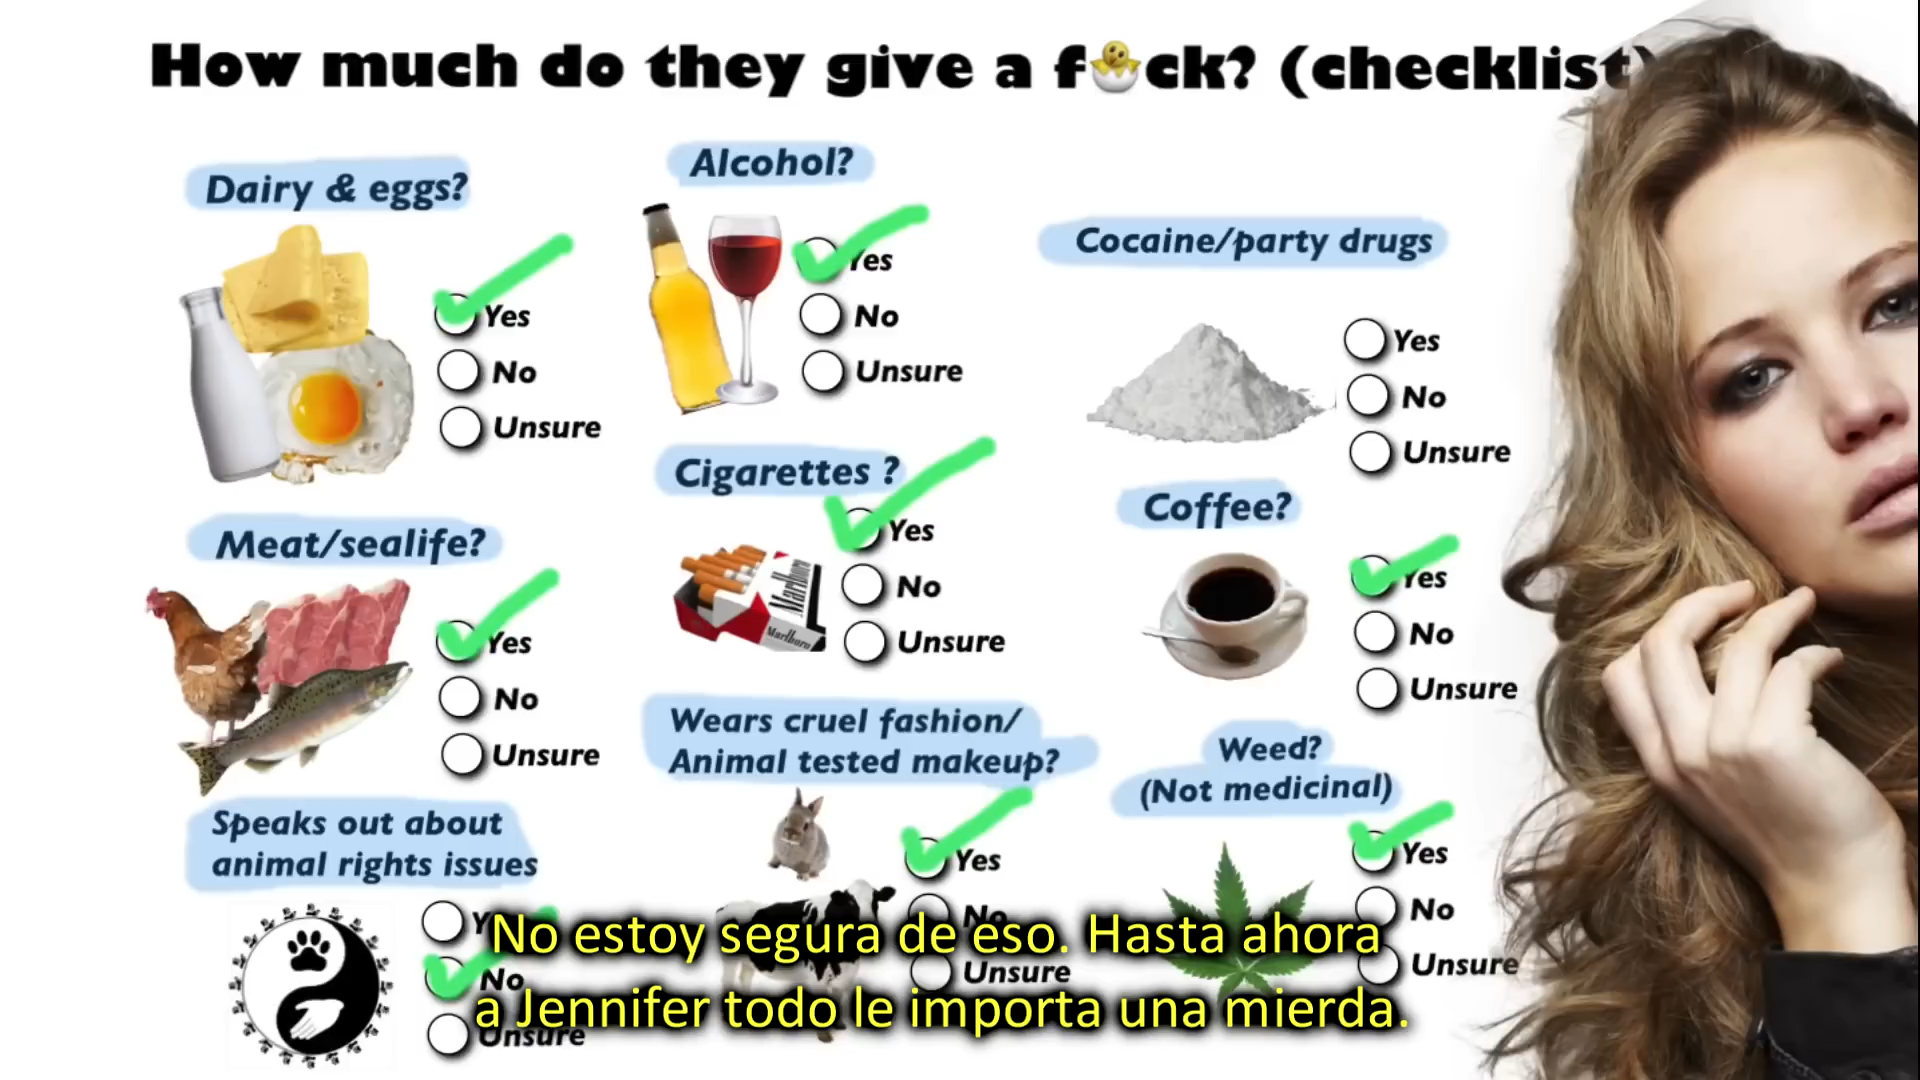 How much do they give a f🐣ck? (checklist)
Dairy & eggs?
Yes
No
Unsure
Alcohol?
Yes
No
Unsure
Cocaine/party drugs
Yes
No
Unsure
Cigarettes ?
Yes
No
Unsure
Marlboro
Marlboro
Coffee?
Yes
No
Unsure
Meat/sealife?
Yes
No
Unsure
Wears cruel fashion/
Animal tested makeup?
Yes
No
Unsure
Weed?
(Not medicinal)
Yes
No
Unsure
Speaks out about
animal rights issues
No
Unsure
No estoy segura de eso. Hasta ahora
a Jennifer todo le importa una mierda.